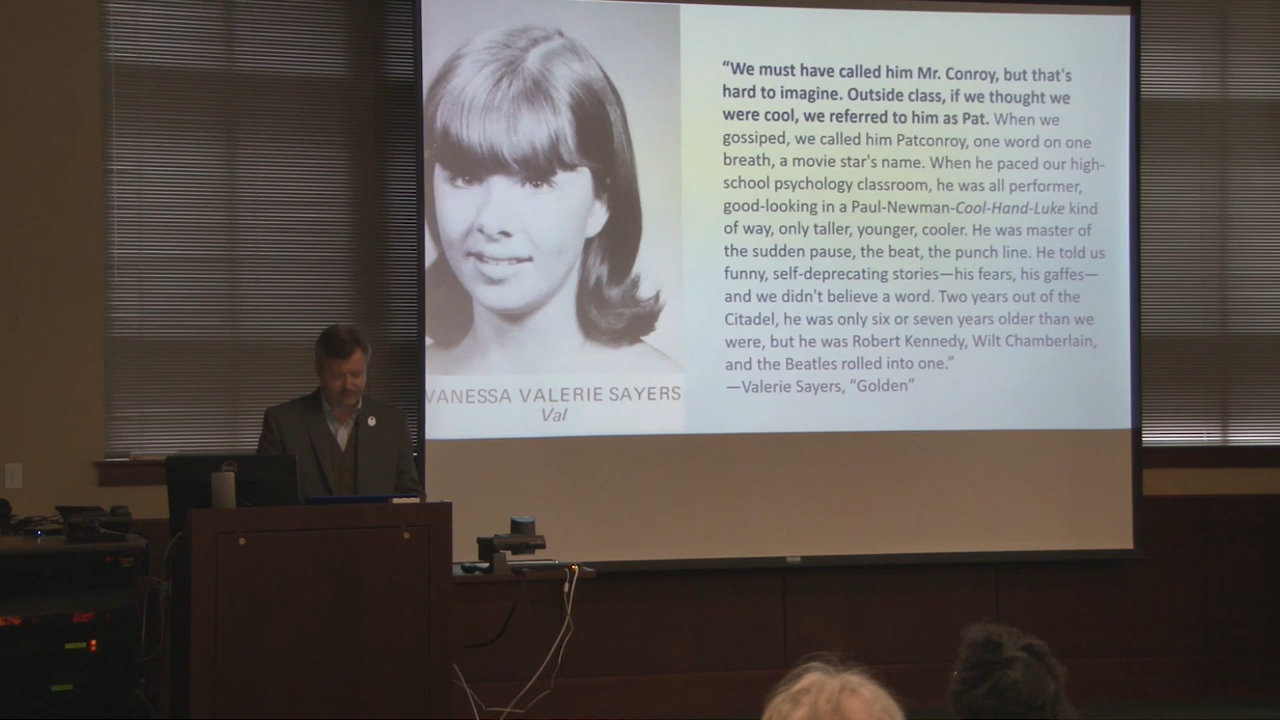 “We must have called him Mr. Conroy, but that's
hard to imagine. Outside class, if we thought we
were cool, we referred to him as Pat. When we
gossiped, we called him Patconroy, one word on one
breath, a movie star's name. When he paced our high-
school psychology classroom, he was all performer,
good-looking in a Paul-Newman-Cool-Hand-Luke kind
of way, only taller, younger, cooler. He was master of
the sudden pause, the beat, the punch line. He told us
funny, self-deprecating stories—his fears, his gaffes—
and we didn't believe a word. Two years out of the
Citadel, he was only six or seven years older than we
were, but he was Robert Kennedy, Wilt Chamberlain,
and the Beatles rolled into one.”
—Valerie Sayers, “Golden”
VANESSA VALERIE SAYERS
Val